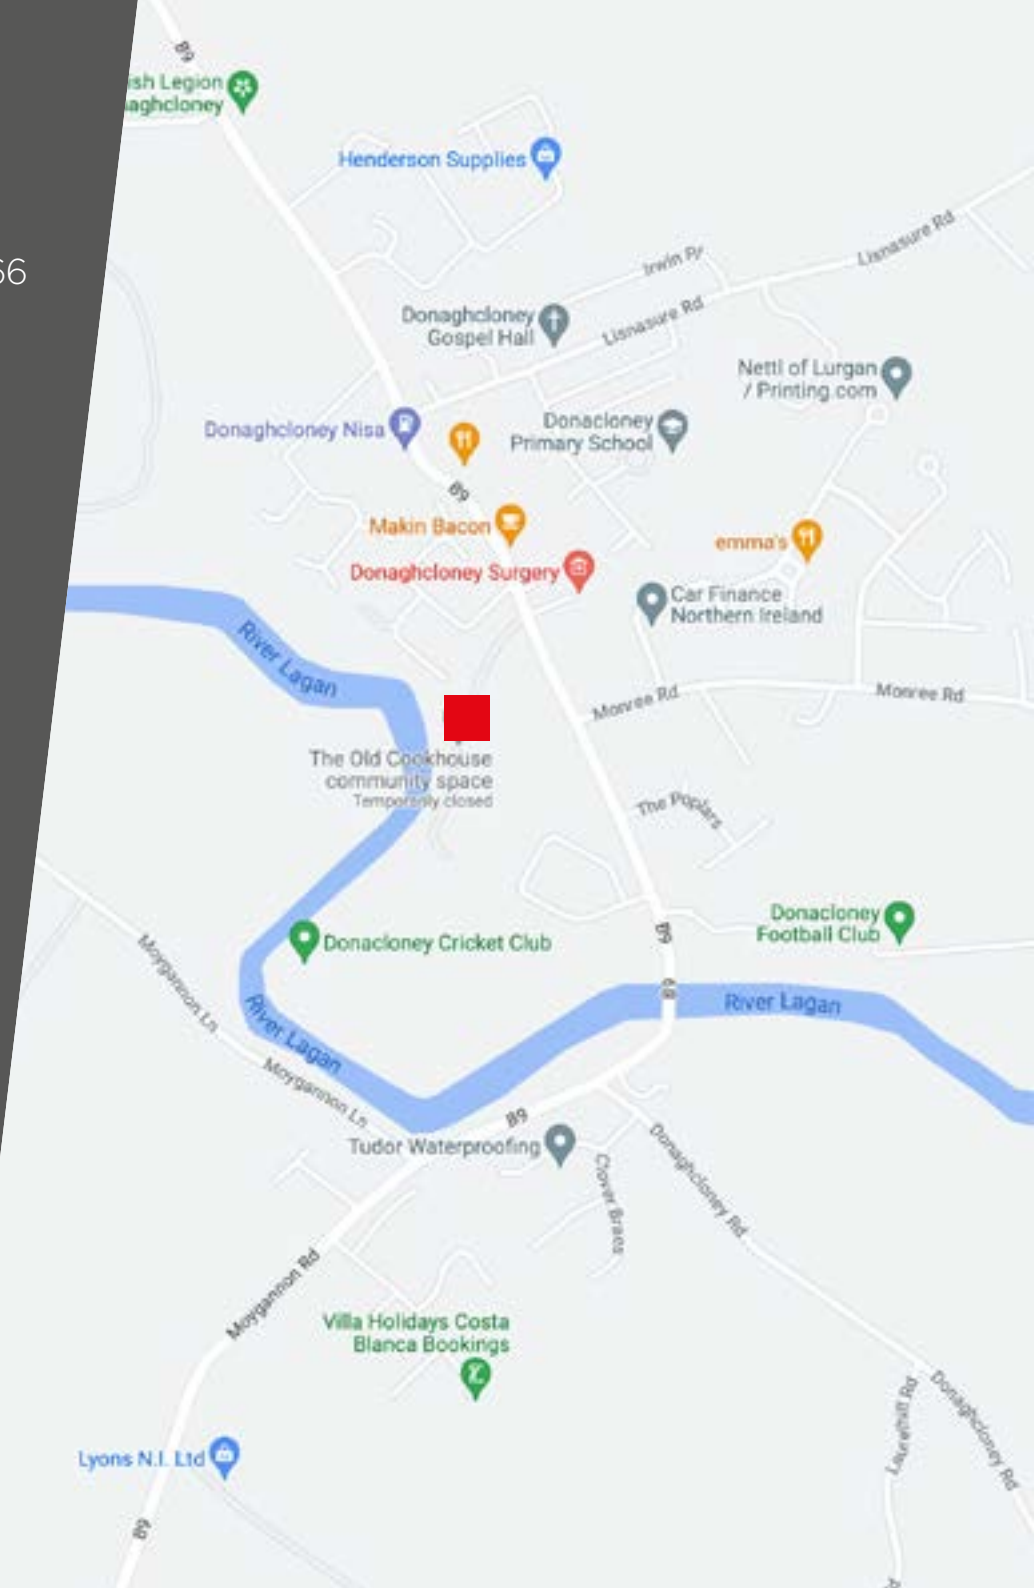 B9
ish Legion
aghcloney
Henderson Supplies
Lisnasure Rd
Irwin Pr
66
Donaghcloney
Gospel Hall
Lisnasure Rd
Nettl of Lurgan
/ Printing.com
Donaghcloney Nisa
Donacloney
Primary School
B9
Makin Bacon
emma's
Donaghcloney Surgery
Car Finance
Northern Ireland
River Lagan
Monree Rd
Monree Rd
The Old Cookhouse
community space
Temporarily closed
The Poplars
Donacloney
Football Club
B9
Donacloney Cricket Club
Moygannon Ln
B9
River Lagan
River Lagan
Moygannon Ln
B9
Tudor Waterproofing
Donaghcloney Rd
Clover Braes
Moygannon Rd
Villa Holidays Costa
Blanca Bookings
Laurelhill Rd
Donaghcloney Rd
Lyons N.I. Ltd
B9